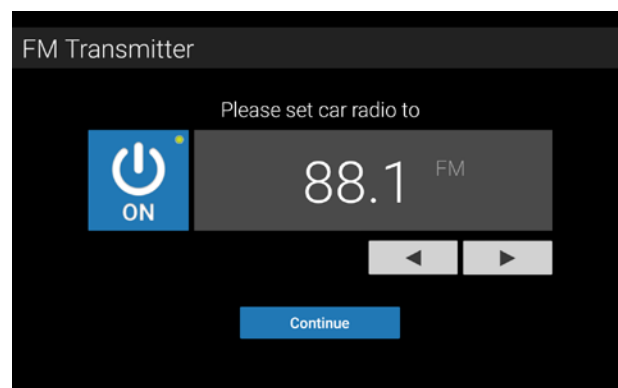 FM Transmitter
Please set car radio to
ON
88.1 FM
Continue